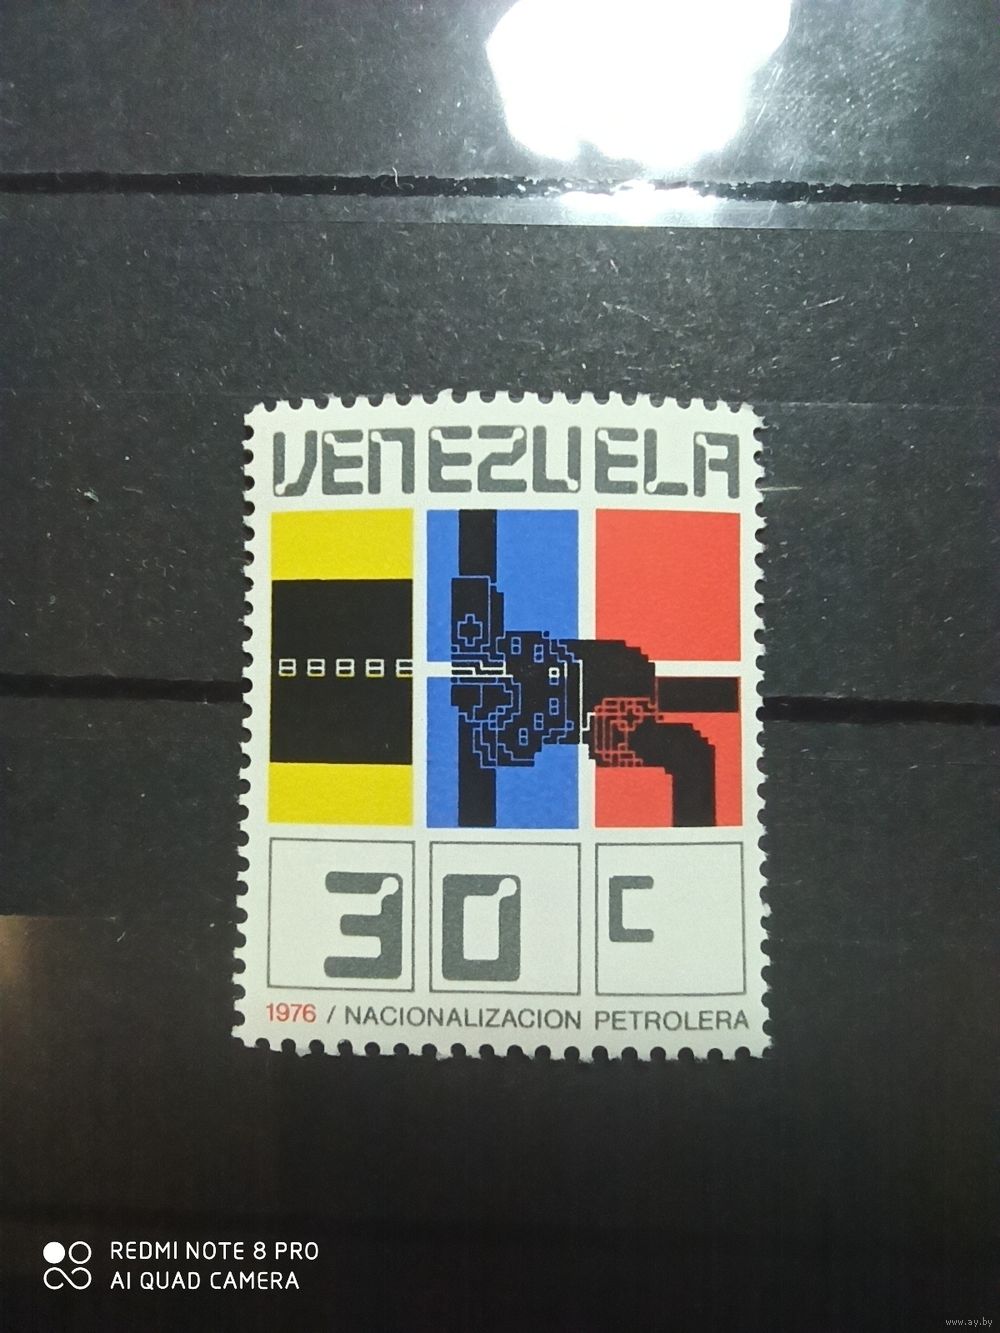 VENEZUELA
88888
30 C
1976 / NACIONALIZACION PETROLERA
REDMI NOTE 8 PRO
AI QUAD CAMERA
www.ay.by